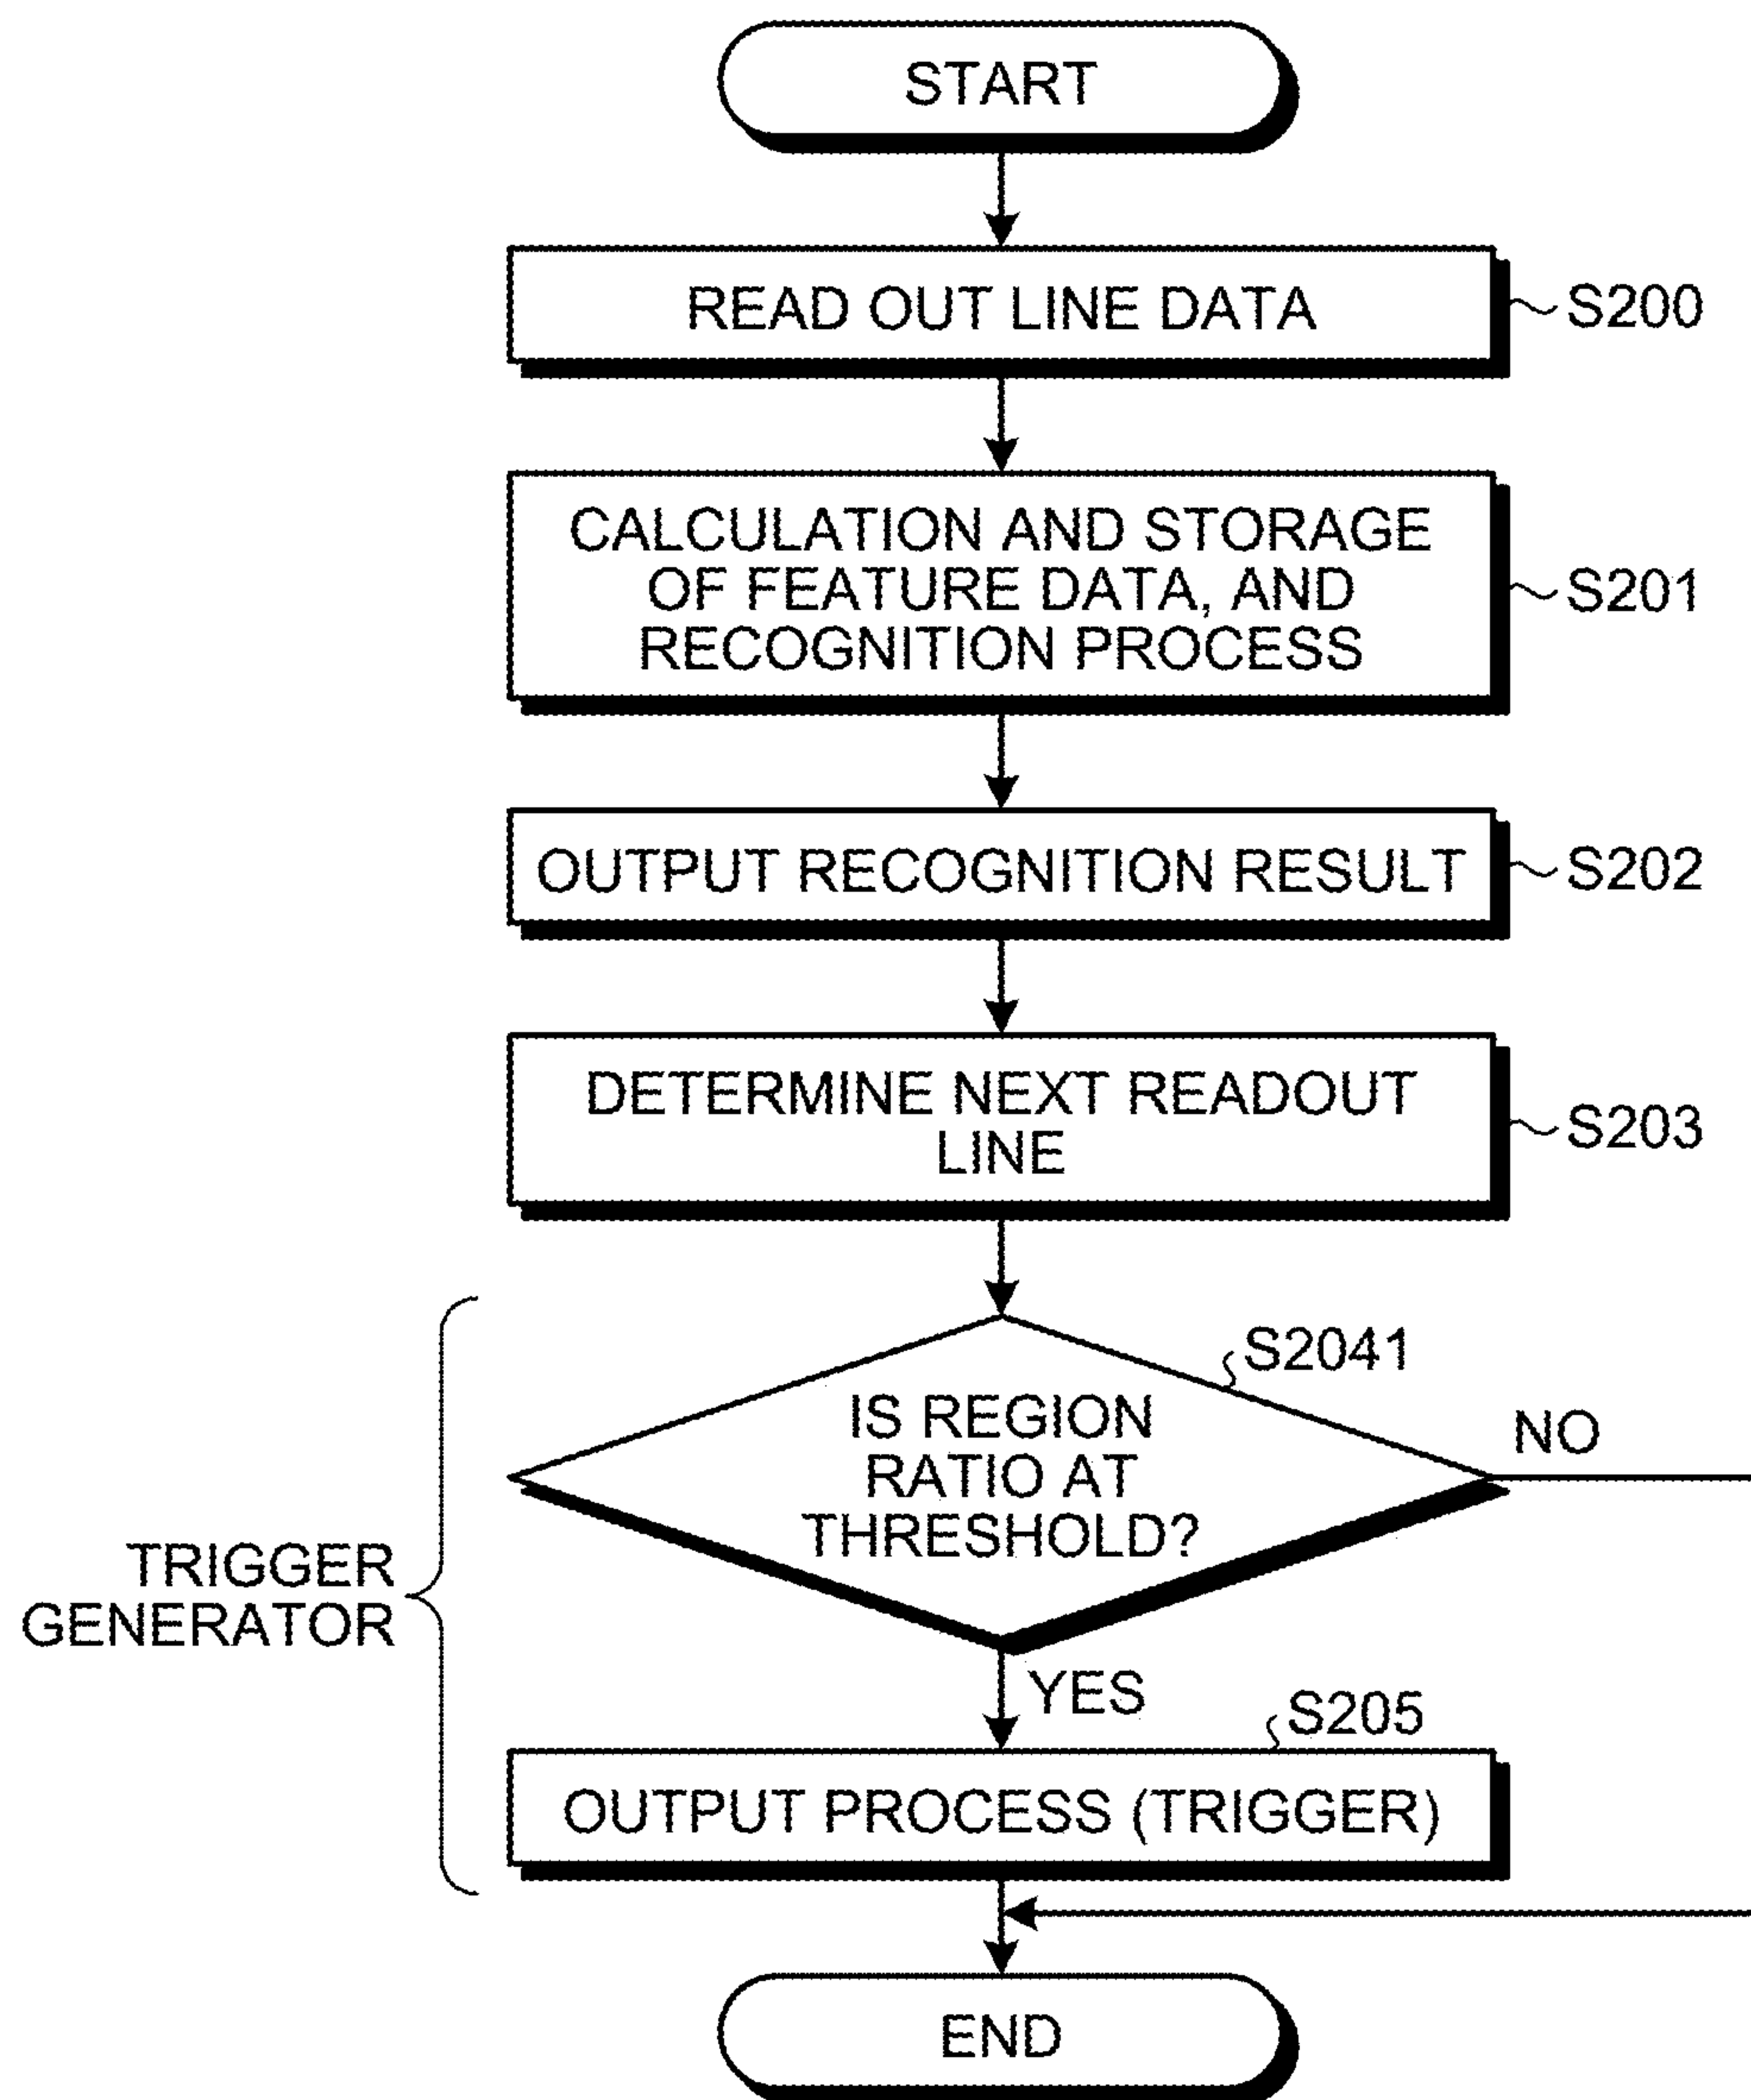 START
READ OUT LINE DATA
S200
CALCULATION AND STORAGE
OF FEATURE DATA, AND
RECOGNITION PROCESS
S201
OUTPUT RECOGNITION RESULT
S202
DETERMINE NEXT READOUT
LINE
S203
S2041
IS REGION
RATIO AT
THRESHOLD?
NO
TRIGGER
GENERATOR
YES
S205
OUTPUT PROCESS (TRIGGER)
END